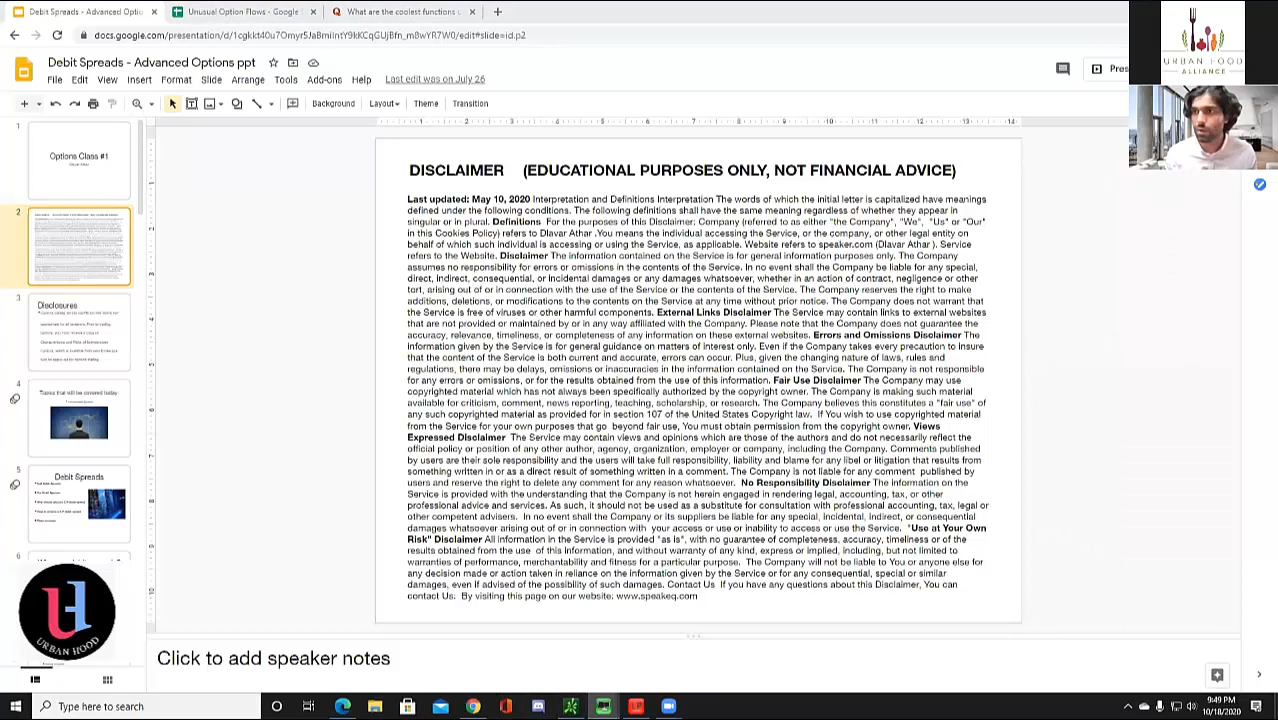 Debit Spreads - Advanced Optio
Unusual Option Flows - Google S
What are the coolest functions u
docs.google.com/presentation/d/
Debit Spreads - Advanced Options ppt
File Edit View Insert Format Slide Arrange Tools Add-ons Help Last edit was on July 26
Pres
Background Layout Theme Transition
URBAN FOOD
ALLIANCE
1
Options Class #1
2
3
Disclosures
4
Topics that will be covered today:
5
Debit Spreads
6
URBAN HOOD
DISCLAIMER (EDUCATIONAL PURPOSES ONLY, NOT FINANCIAL ADVICE)
Last updated: May 10, 2020 Interpretation and Definitions Interpretation The words of which the initial letter is capitalized have meanings
defined under the following conditions. The following definitions shall have the same meaning regardless of whether they appear in
singular or in plural. Definitions For the purposes of this Disclaimer: Company (referred to as either "the Company", "We", "Us" or "Our"
in this Cookies Policy) refers to Dlavar Athar .You means the individual accessing the Service, or the company, or other legal entity on
behalf of which such individual is accessing or using the Service, as applicable. Website refers to speaker.com (Dlavar Athar ). Service
refers to the Website. Disclaimer The information contained on the Service is for general information purposes only. The Company
assumes no responsibility for errors or omissions in the contents of the Service. In no event shall the Company be liable for any special,
direct, indirect, consequential, or incidental damages or any damages whatsoever, whether in an action of contract, negligence or other
tort, arising out of or in connection with the use of the Service or the contents of the Service. The Company reserves the right to make
additions, deletions, or modifications to the contents on the Service at any time without prior notice. The Company does not warrant that
the Service is free of viruses or other harmful components. External Links Disclaimer The Service may contain links to external websites
that are not provided or maintained by or in any way affiliated with the Company. Please note that the Company does not guarantee the
accuracy, relevance, timeliness, or completeness of any information on these external websites. Errors and Omissions Disclaimer The
information given by the Service is for general guidance on matters of interest only. Even if the Company takes every precaution to insure
that the content of the Service is both current and accurate, errors can occur. Plus, given the changing nature of laws, rules and
regulations, there may be delays, omissions or inaccuracies in the information contained on the Service. The Company is not responsible
for any errors or omissions, or for the results obtained from the use of this information. Fair Use Disclaimer The Company may use
copyrighted material which has not always been specifically authorized by the copyright owner. The Company is making such material
available for criticism, comment, news reporting, teaching, scholarship, or research. The Company believes this constitutes a "fair use" of
any such copyrighted material as provided for in section 107 of the United States Copyright law. If You wish to use copyrighted material
from the Service for your own purposes that go beyond fair use, You must obtain permission from the copyright owner. Views
Expressed Disclaimer The Service may contain views and opinions which are those of the authors and do not necessarily reflect the
official policy or position of any other author, agency, organization, employer or company, including the Company. Comments published
by users are their sole responsibility and the users will take full responsibility, liability and blame for any libel or litigation that results from
something written in or as a direct result of something written in a comment. The Company is not liable for any comment published by
users and reserves the right to delete any comment for any reason whatsoever. No Responsibility Disclaimer The information on the
Service is provided with the understanding that the Company is not herein engaged in rendering legal, accounting, tax, or other
professional advice and services. As such, it should not be used as a substitute for consultation with professional accounting, tax, legal or
other competent advisers. In no event shall the Company or its suppliers be liable for any special, incidental, indirect, or consequential
damages whatsoever arising out of or in connection with your access or use or inability to access or use the Service. "Use at Your Own
Risk" Disclaimer All information in the Service is provided "as is", with no guarantee of completeness, accuracy, timeliness or of the
results obtained from the use of this information, and without warranty of any kind, express or implied, including, but not limited to
warranties of performance, merchantability and fitness for a particular purpose. The Company will not be liable to You or anyone else for
any decision made or action taken in reliance on the information given by the Service or for any consequential, special or similar
damages, even if advised of the possibility of such damages. Contact Us If you have any questions about this Disclaimer, You can
contact Us: By visiting this page on our website: www.speakeq.com
Click to add speaker notes
Type here to search
9:49 PM
10/18/2020